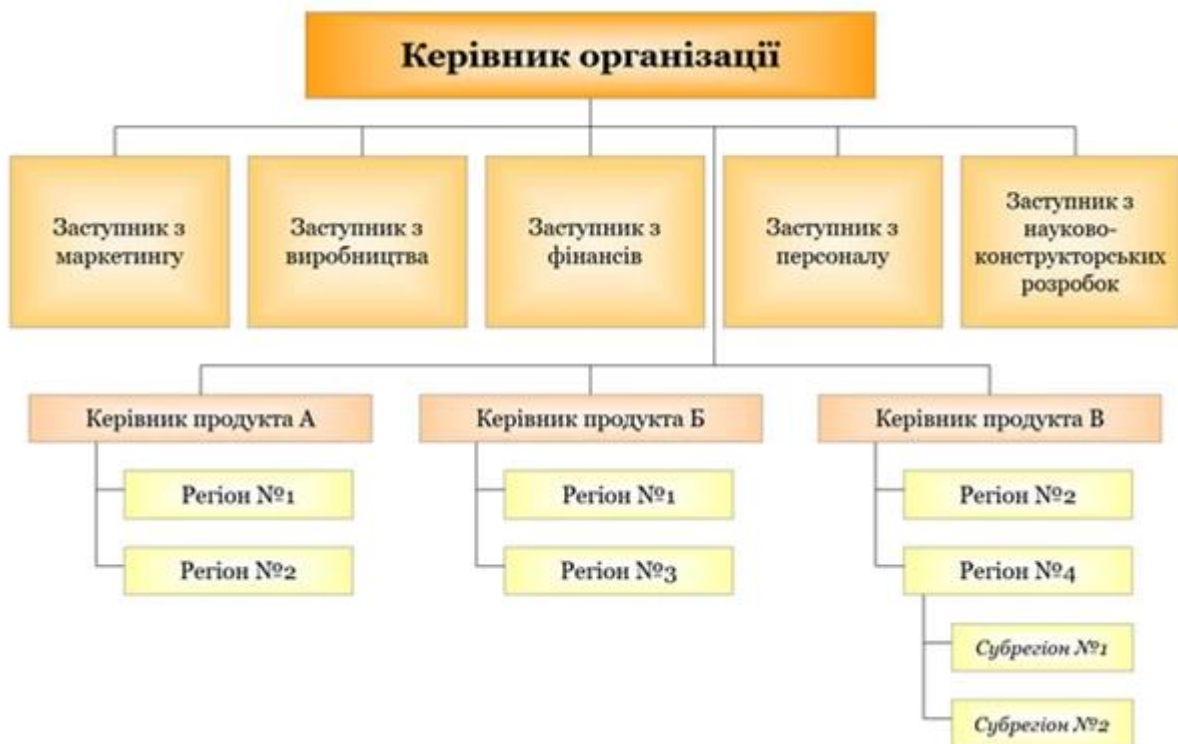 Керівник організації
Заступник з
маркетингу
Заступник з
виробництва
Заступник з
фінансів
Заступник з
персоналу
Заступник з
науково-
конструкторських
розробок
Керівник продукта А
Керівник продукта Б
Керівник продукта В
Регіон №1
Регіон №1
Регіон №2
Регіон №2
Регіон №3
Регіон №4
Субрегіон №1
Субрегіон №2